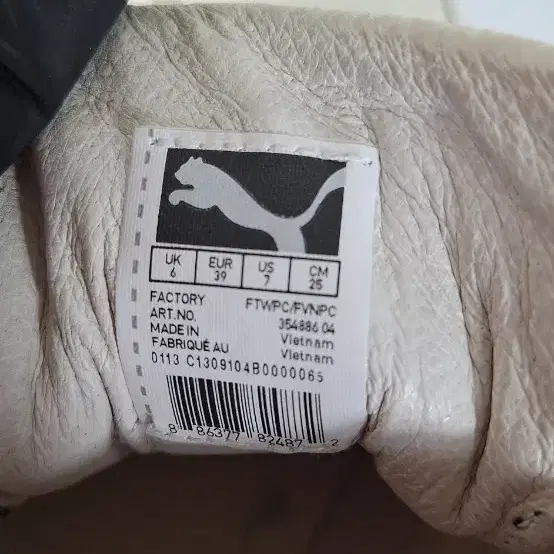 UK EUR US CM
6 39 7 25
FACTORY FTWPC/FVNPC
ART.NO. 354886 04
MADE IN Vietnam
FABRIQUÉ AU Vietnam
0113 C1309104B0000065
8 86377 82487 2